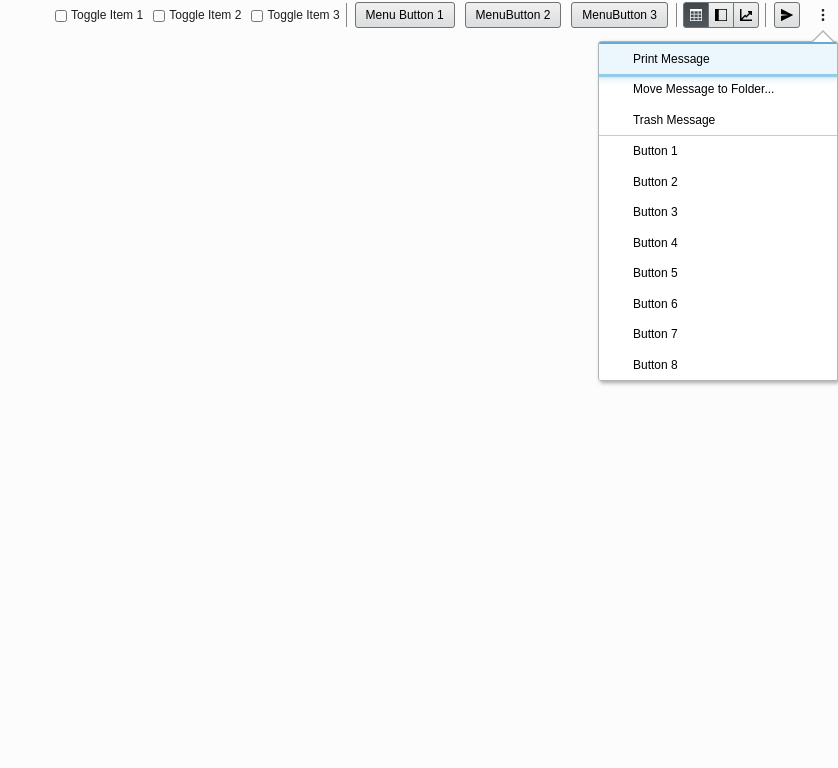 Toggle Item 1 Toggle Item 2 Toggle Item 3 Menu Button 1 MenuButton 2 MenuButton 3
Print Message
Move Message to Folder...
Trash Message
Button 1
Button 2
Button 3
Button 4
Button 5
Button 6
Button 7
Button 8